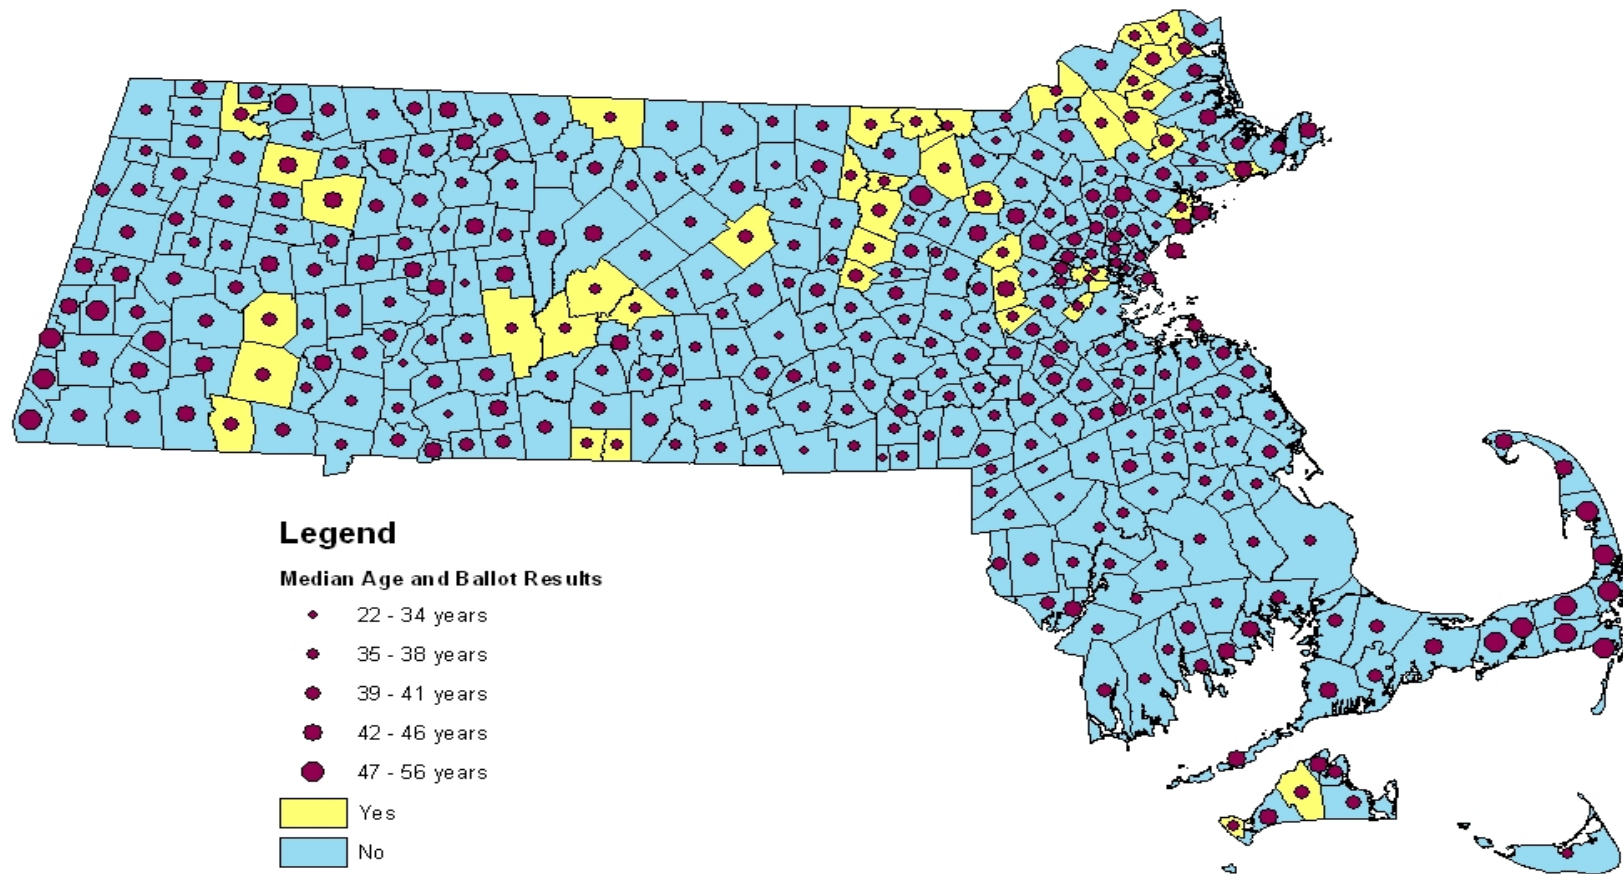 Legend
Median Age and Ballot Results
22 - 34 years
35 - 38 years
39 - 41 years
42 - 46 years
47 - 56 years
Yes
No